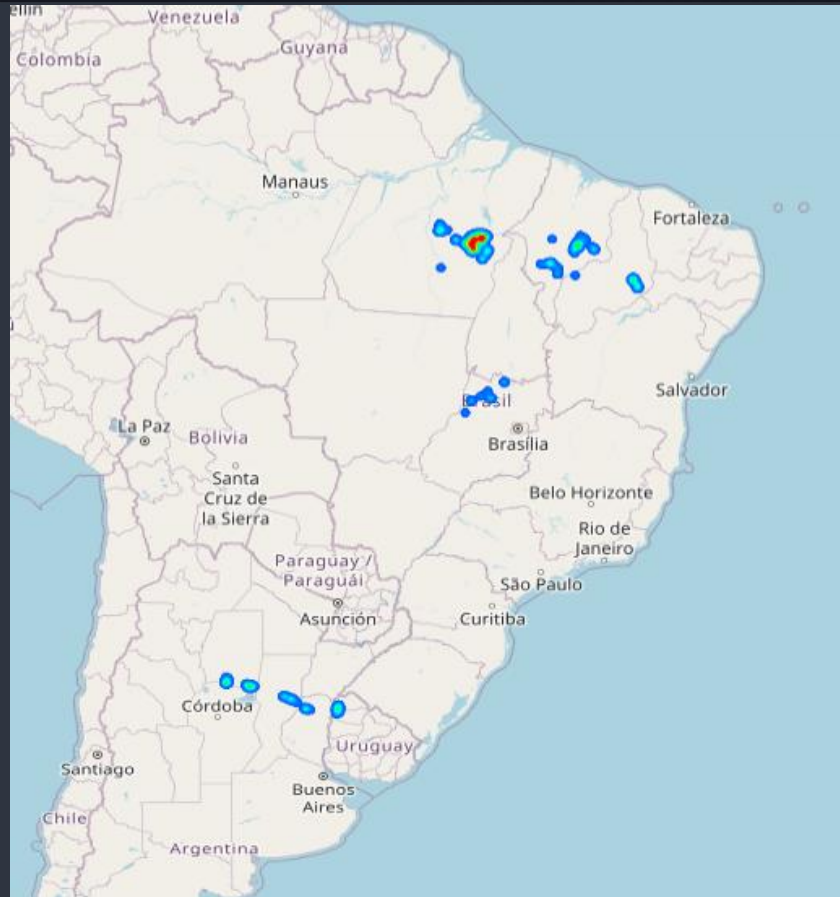 Venezuela
Guyana
Colombia
Manaus
Fortaleza
Salvador
Brasil
La Paz
Bolivia
Brasília
Santa
Cruz de
la Sierra
Belo Horizonte
Rio de
Janeiro
Paraguay /
Paraguái
São Paulo
Asunción
Curitiba
Córdoba
Uruguay
Santiago
Buenos
Aires
Chile
Argentina